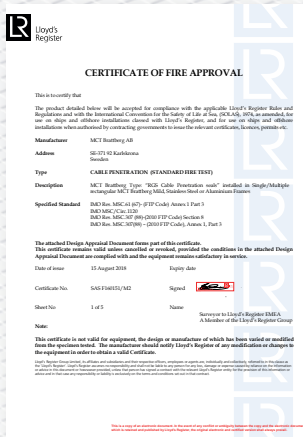 Lloyd's
Register
CERTIFICATE OF FIRE APPROVAL
This is to certify that
The product detailed below will be accepted for compliance with the applicable Lloyd's Register Rules and
Regulations and with the International Convention for the Safety of Life at Sea, (SOLAS), 1974, as amended, for
use on ships and offshore installations classed with Lloyd's Register, and for use on ships and offshore
installations when authorised by contracting governments to issue the relevant certificates, licences, permits etc.
Manufacturer MCT Brattberg AB
Address SE-371 92 Karlskrona
Sweden
Type CABLE PENETRATION (STANDARD FIRE TEST)
Description MCT Brattberg Type: "RGS Cable Penetration seals" installed in Single/Multiple
rectangular MCT Brattberg Mild, Stainless Steel or Aluminium Frames
Specified Standard IMO Res. MSC.61 (67)- (FTP Code) Annex 1 Part 3
IMO MSC/Circ.1120
IMO Res. MSC.307 (88)-(2010 FTP Code) Section 8
IMO Res. MSC.307(88) – (2010 FTP Code), Annex 1, Part 3
The attached Design Appraisal Document forms part of this certificate.
This certificate remains valid unless cancelled or revoked, provided the conditions in the attached Design
Appraisal Document are complied with and the equipment remains satisfactory in service.
Date of issue 15 August 2018 Expiry date
Certificate No. SAS F160151/M2 Signed
Sheet No 1 of 5 Name
Surveyor to Lloyd's Register EMEA
A Member of the Lloyd's Register Group
Note:
This certificate is not valid for equipment, the design or manufacture of which has been varied or modified
from the specimen tested. The manufacturer should notify Lloyd's Register of any modification or changes to
the equipment in order to obtain a valid Certificate.